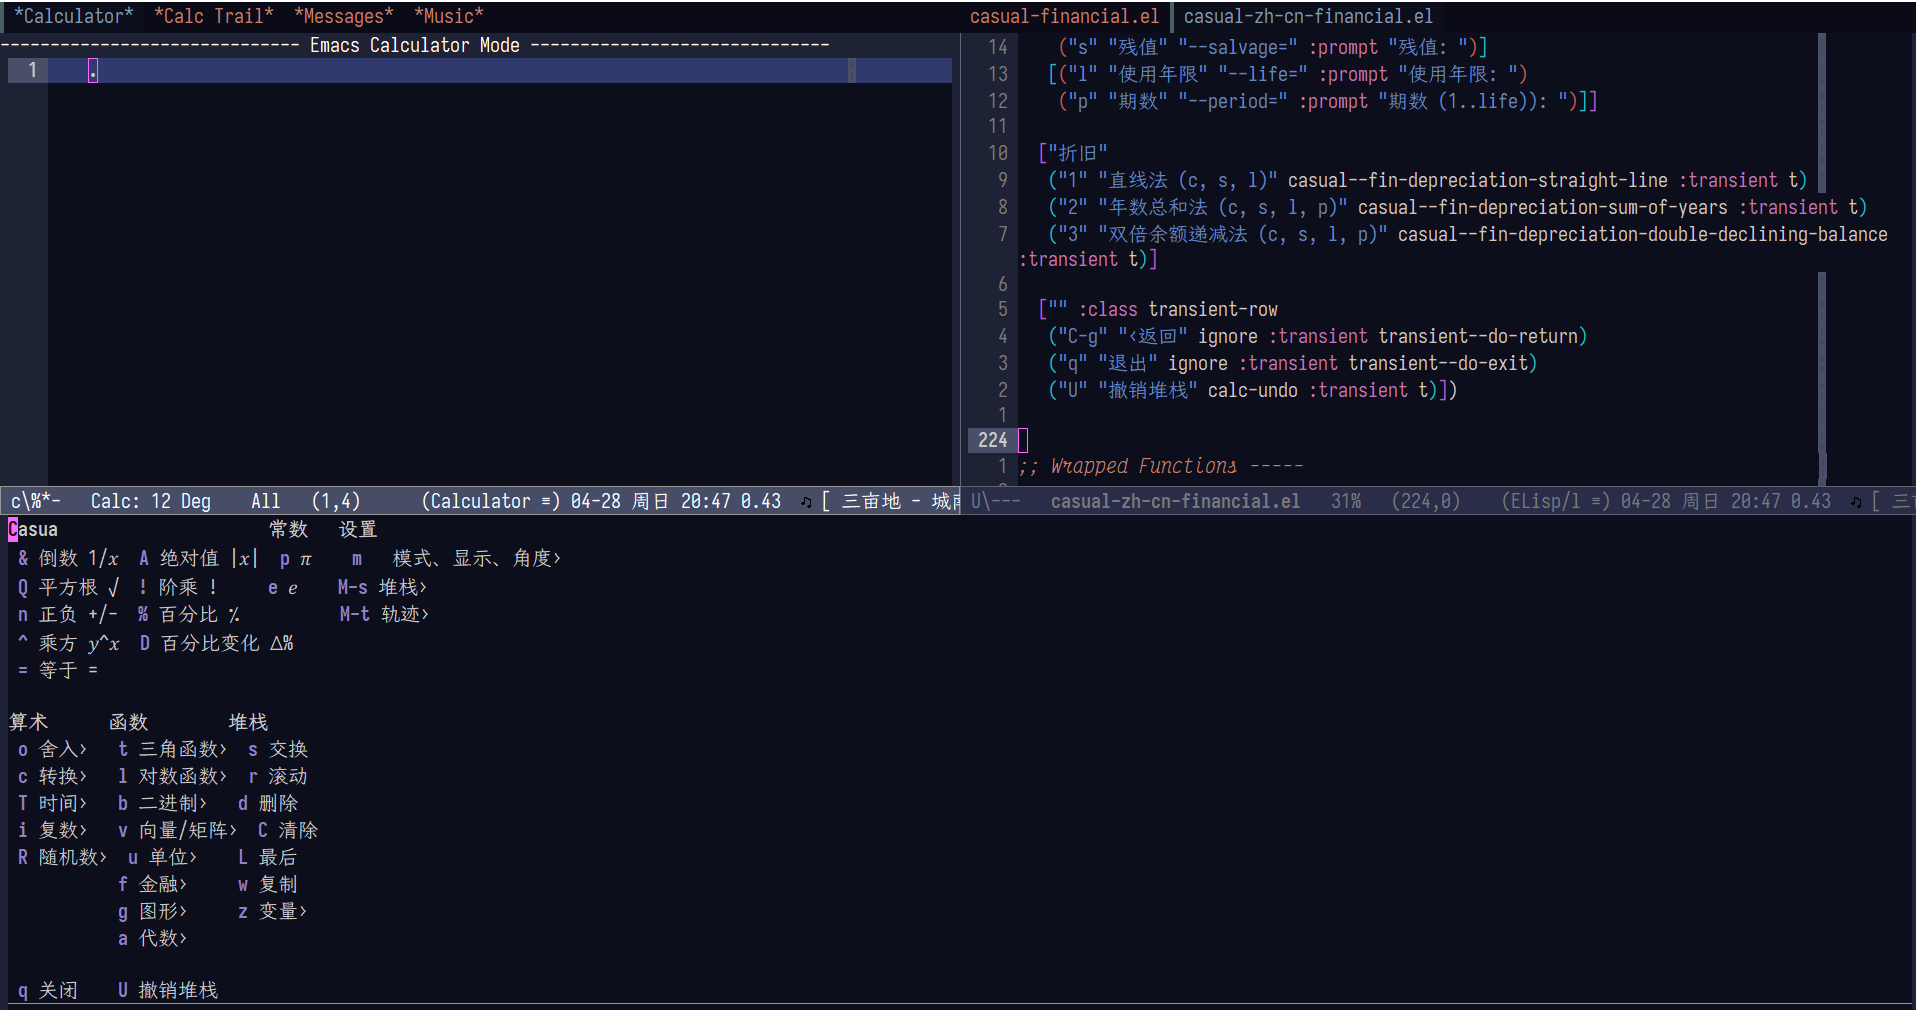 *Calculator*  *Calc Trail*  *Messages*  *Music*
------------------------------ Emacs Calculator Mode ------------------------------
1    .
c\%*-   Calc: 12 Deg    All   (1,4)      (Calculator ≡) 04-28 周日 20:47 0.43  ♫ [ 三亩地 - 城
casual-financial.el  casual-zh-cn-financial.el
14    ("s" "残值" "--salvage=" :prompt "残值: ")]
13   [("l" "使用年限" "--life=" :prompt "使用年限: ")
12    ("p" "期数" "--period=" :prompt "期数 (1..life)): ")]]
11
10  ["折旧"
9   ("1" "直线法 (c, s, l)" casual--fin-depreciation-straight-line :transient t)
8   ("2" "年数总和法 (c, s, l, p)" casual--fin-depreciation-sum-of-years :transient t)
7   ("3" "双倍余额递减法 (c, s, l, p)" casual--fin-depreciation-double-declining-balance
:transient t)]
6
5  ["" :class transient-row
4   ("C-g" "‹返回" ignore :transient transient--do-return)
3   ("q" "退出" ignore :transient transient--do-exit)
2   ("U" "撤销堆栈" calc-undo :transient t)])
1
224
1 ;; Wrapped Functions -----
U\---   casual-zh-cn-financial.el   31%   (224,0)    (ELisp/l ≡) 04-28 周日 20:47 0.43  ♫ [ 三
Casua                     常数   设置
& 倒数 1/x  A 绝对值 |x|  p π    m   模式、显示、角度›
Q 平方根 √  ! 阶乘 !     e e    M-s 堆栈›
n 正负 +/-  % 百分比 ٪          M-t 轨迹›
^ 乘方 y^x  D 百分比变化 Δ%
= 等于 =
算术      函数        堆栈
o 舍入›   t 三角函数›  s 交换
c 转换›   l 对数函数›  r 滚动
T 时间›   b 二进制›   d 删除
i 复数›   v 向量/矩阵›  C 清除
R 随机数›  u 单位›    L 最后
f 金融›     w 复制
g 图形›     z 变量›
a 代数›
q 关闭    U 撤销堆栈